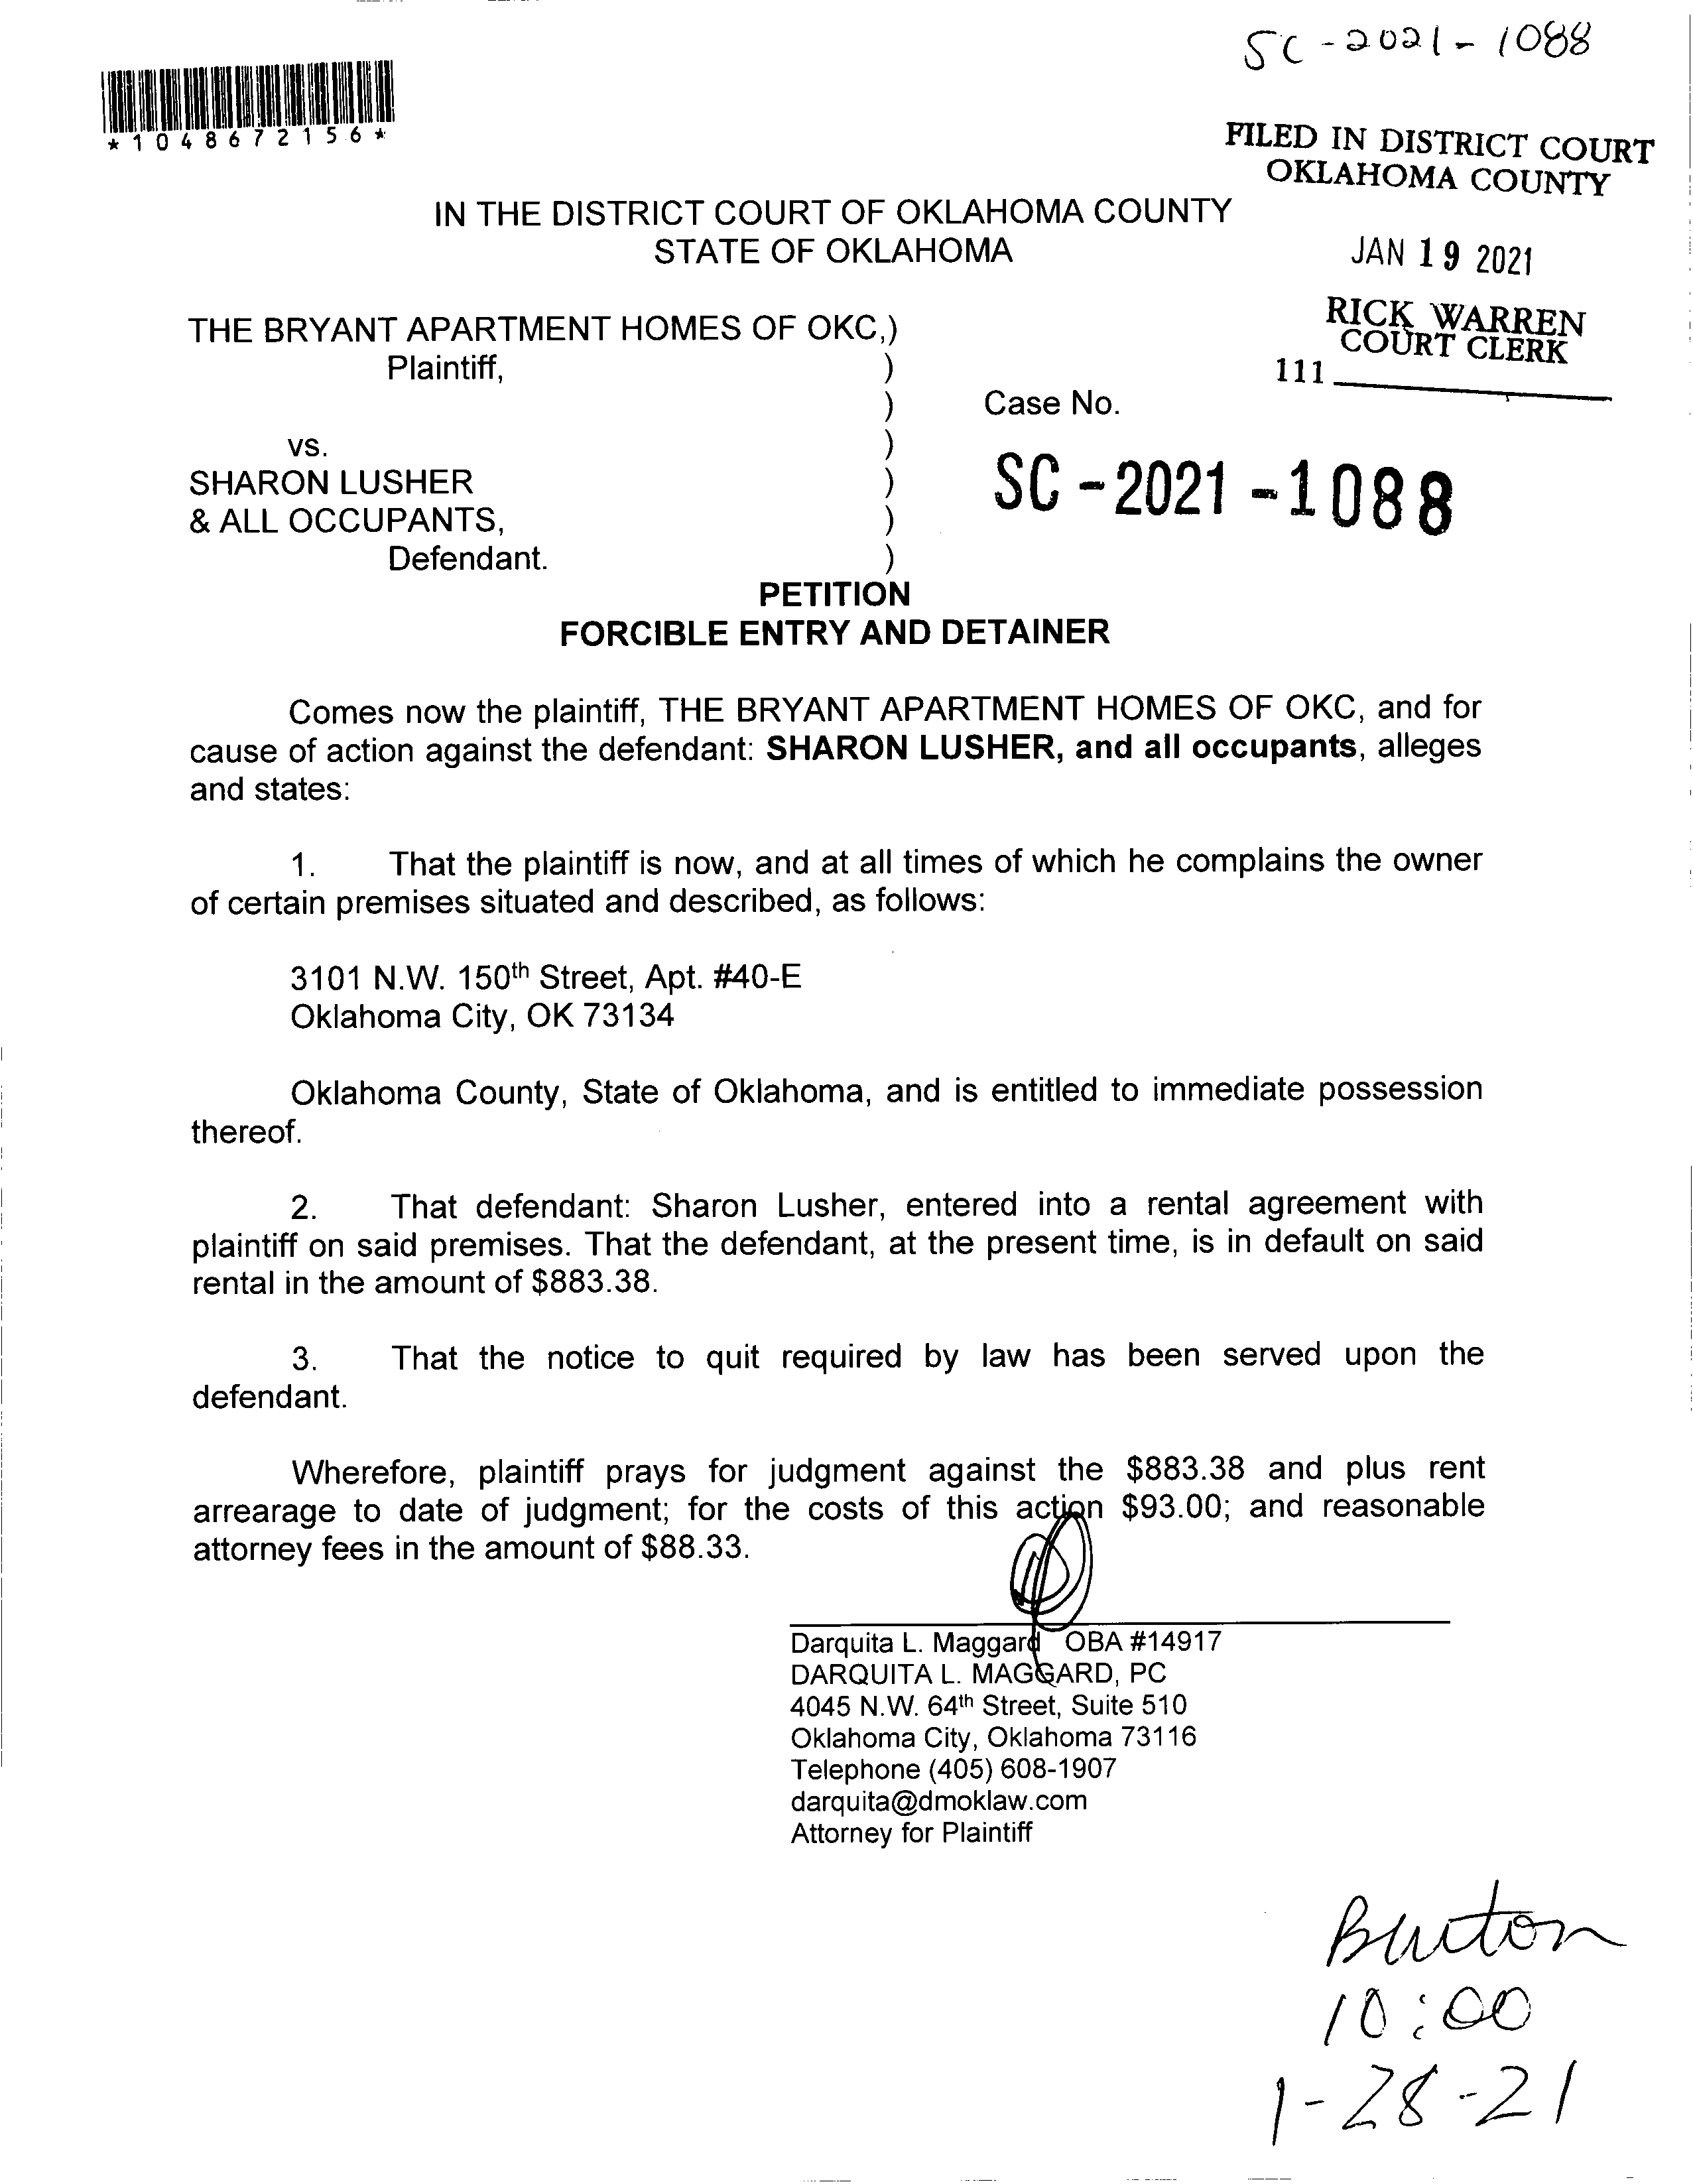 SC-2021-1088
*1048672156*
FILED IN DISTRICT COURT
OKLAHOMA COUNTY
IN THE DISTRICT COURT OF OKLAHOMA COUNTY
STATE OF OKLAHOMA
JAN 19 2021
RICK WARREN
COURT CLERK
111
THE BRYANT APARTMENT HOMES OF OKC,)
Plaintiff, )
) Case No.
vs. )
SHARON LUSHER )
SC-2021-1088
& ALL OCCUPANTS, )
Defendant. )
PETITION
FORCIBLE ENTRY AND DETAINER
Comes now the plaintiff, THE BRYANT APARTMENT HOMES OF OKC, and for
cause of action against the defendant: SHARON LUSHER, and all occupants, alleges
and states:
1. That the plaintiff is now, and at all times of which he complains the owner
of certain premises situated and described, as follows:
3101 N.W. 150th Street, Apt. #40-E
Oklahoma City, OK 73134
Oklahoma County, State of Oklahoma, and is entitled to immediate possession
thereof.
2. That defendant: Sharon Lusher, entered into a rental agreement with
plaintiff on said premises. That the defendant, at the present time, is in default on said
rental in the amount of $883.38.
3. That the notice to quit required by law has been served upon the
defendant.
Wherefore, plaintiff prays for judgment against the $883.38 and plus rent
arrearage to date of judgment; for the costs of this action $93.00; and reasonable
attorney fees in the amount of $88.33.
Darquita L. Maggard OBA #14917
DARQUITA L. MAGGARD, PC
4045 N.W. 64th Street, Suite 510
Oklahoma City, Oklahoma 73116
Telephone (405) 608-1907
darquita@dmoklaw.com
Attorney for Plaintiff
Burton
10:00
1-28-21